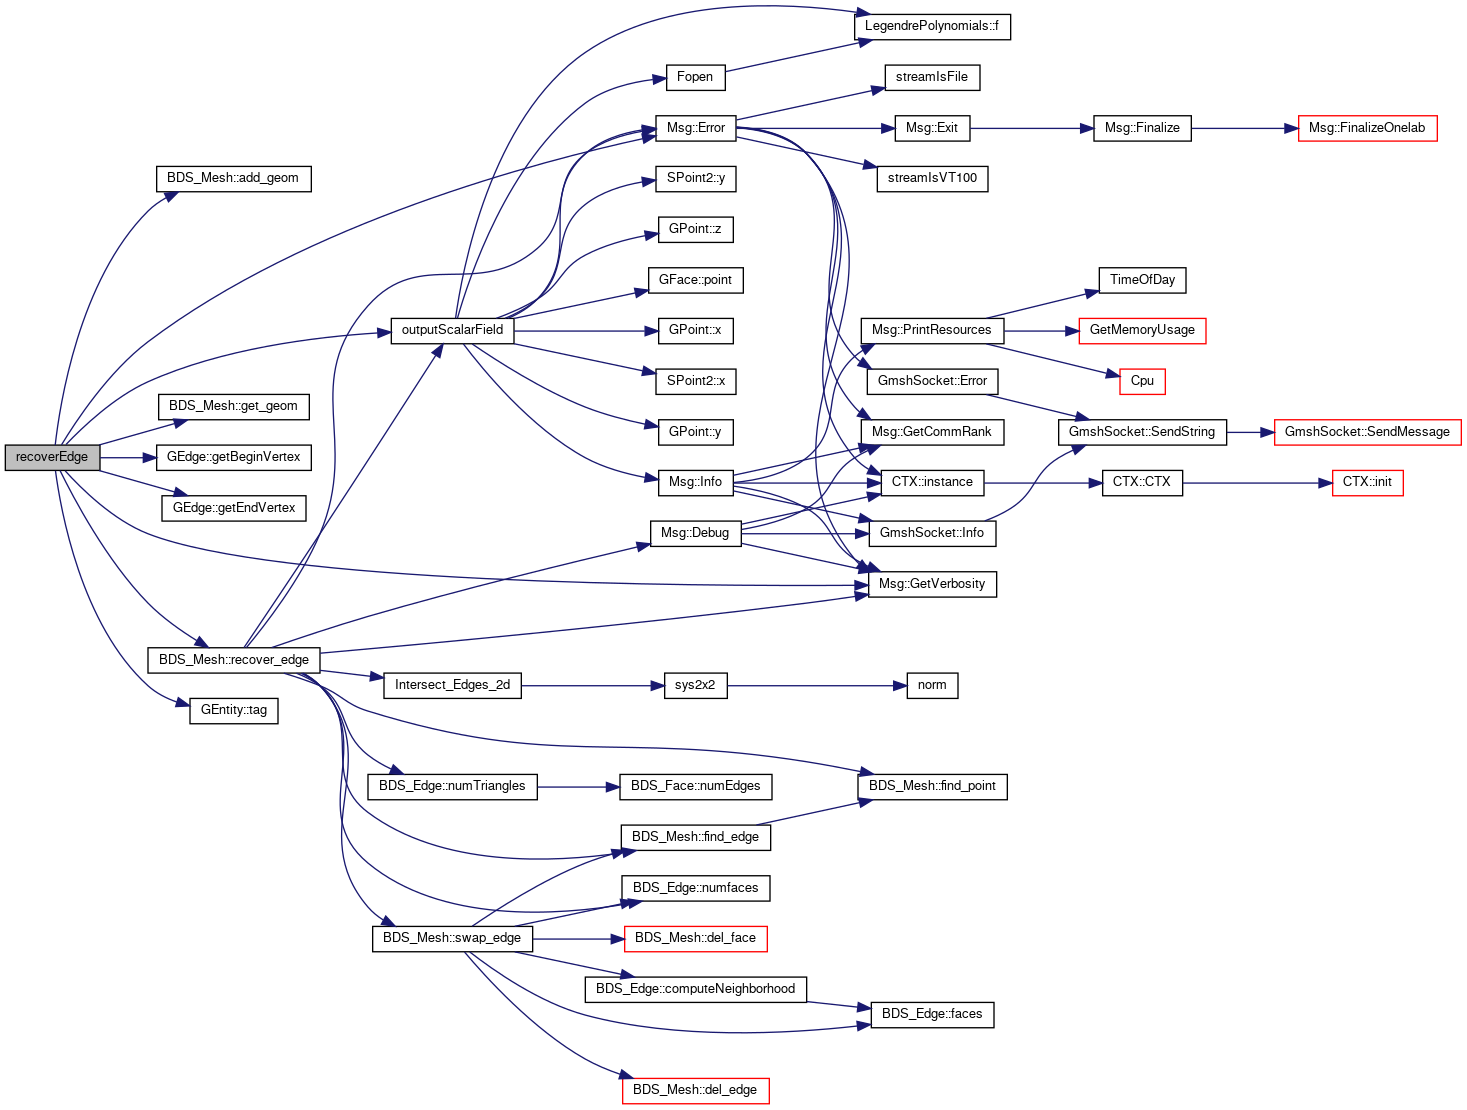 LegendrePolynomials::f
Fopen
streamIsFile
Msg::Error
Msg::Exit
Msg::Finalize
Msg::FinalizeOnelab
BDS_Mesh::add_geom
SPoint2::y
streamIsVT100
GPoint::z
GFace::point
TimeOfDay
outputScalarField
GPoint::x
Msg::PrintResources
GetMemoryUsage
SPoint2::x
GmshSocket::Error
Cpu
BDS_Mesh::get_geom
GPoint::y
Msg::GetCommRank
GmshSocket::SendString
GmshSocket::SendMessage
recoverEdge
GEdge::getBeginVertex
Msg::Info
CTX::instance
CTX::CTX
CTX::init
GEdge::getEndVertex
Msg::Debug
GmshSocket::Info
Msg::GetVerbosity
BDS_Mesh::recover_edge
Intersect_Edges_2d
sys2x2
norm
GEntity::tag
BDS_Edge::numTriangles
BDS_Face::numEdges
BDS_Mesh::find_point
BDS_Mesh::find_edge
BDS_Edge::numfaces
BDS_Mesh::swap_edge
BDS_Mesh::del_face
BDS_Edge::computeNeighborhood
BDS_Edge::faces
BDS_Mesh::del_edge